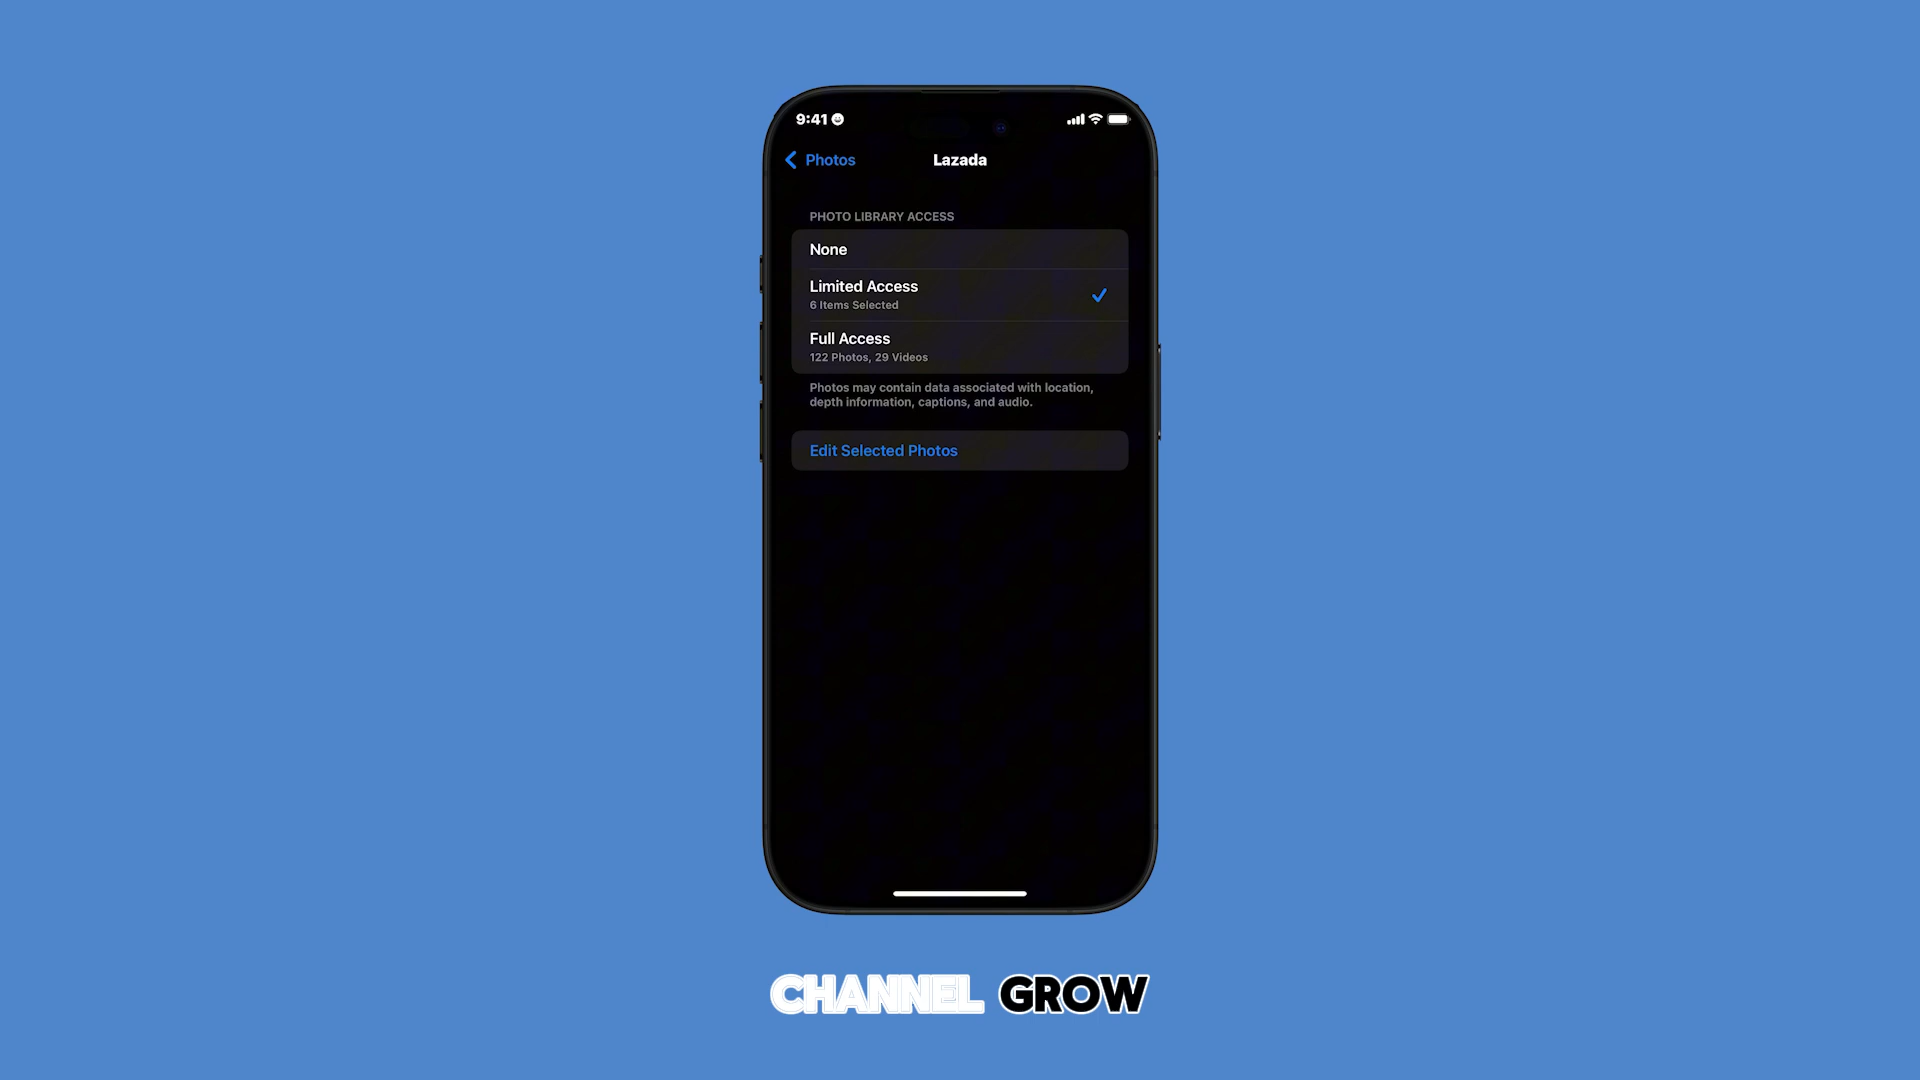 9:41
Photos
Lazada
PHOTO LIBRARY ACCESS
None
Limited Access
6 Items Selected
Full Access
122 Photos, 29 Videos
Photos may contain data associated with location,
depth information, captions, and audio.
Edit Selected Photos
CHANNEL GROW